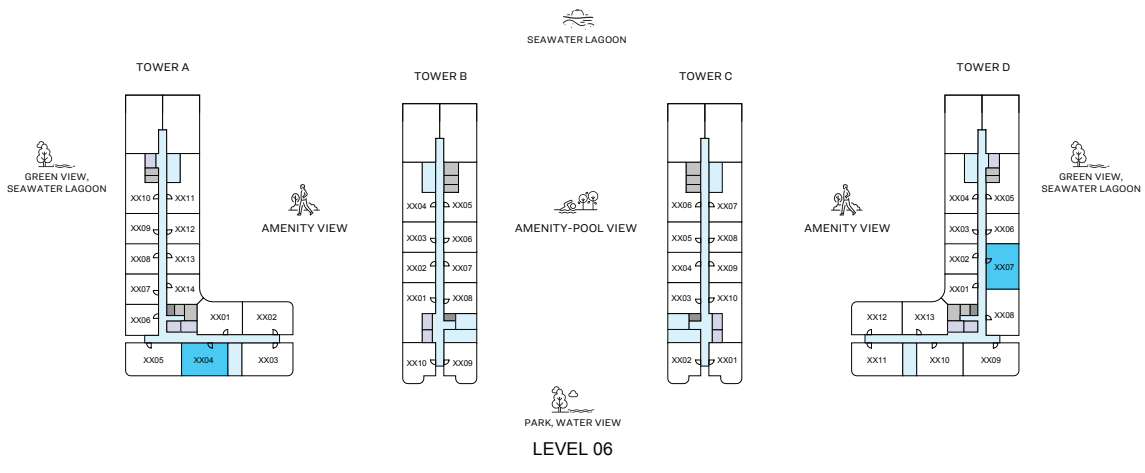 SEAWATER LAGOON
TOWER A
TOWER B
TOWER C
TOWER D
GREEN VIEW,
SEAWATER LAGOON
AMENITY VIEW
AMENITY-POOL VIEW
AMENITY VIEW
GREEN VIEW,
SEAWATER LAGOON
XX10 XX11
XX09 XX12
XX08 XX13
XX07 XX14
XX06
XX01 XX02
XX05 XX04 XX03
XX04 XX05
XX03 XX06
XX02 XX07
XX01 XX08
XX10 XX09
XX06 XX07
XX05 XX08
XX04 XX09
XX03 XX10
XX02 XX01
XX04 XX05
XX03 XX06
XX02 XX07
XX01
XX08
XX12 XX13
XX11 XX10 XX09
PARK, WATER VIEW
LEVEL 06